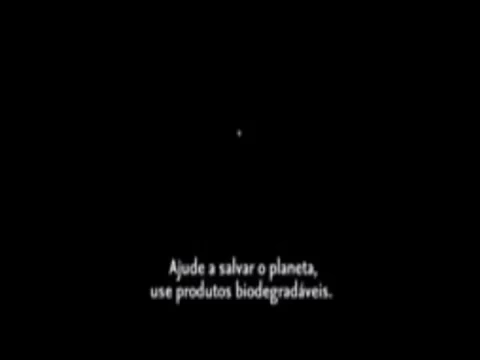 Ajude a salvar o planeta,
use produtos biodegradáveis.